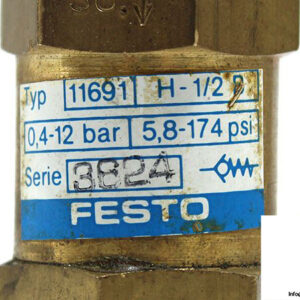 Typ 11691 H-1/2
0,4-12 bar 5,8-174 psi
Serie 3824
FESTO